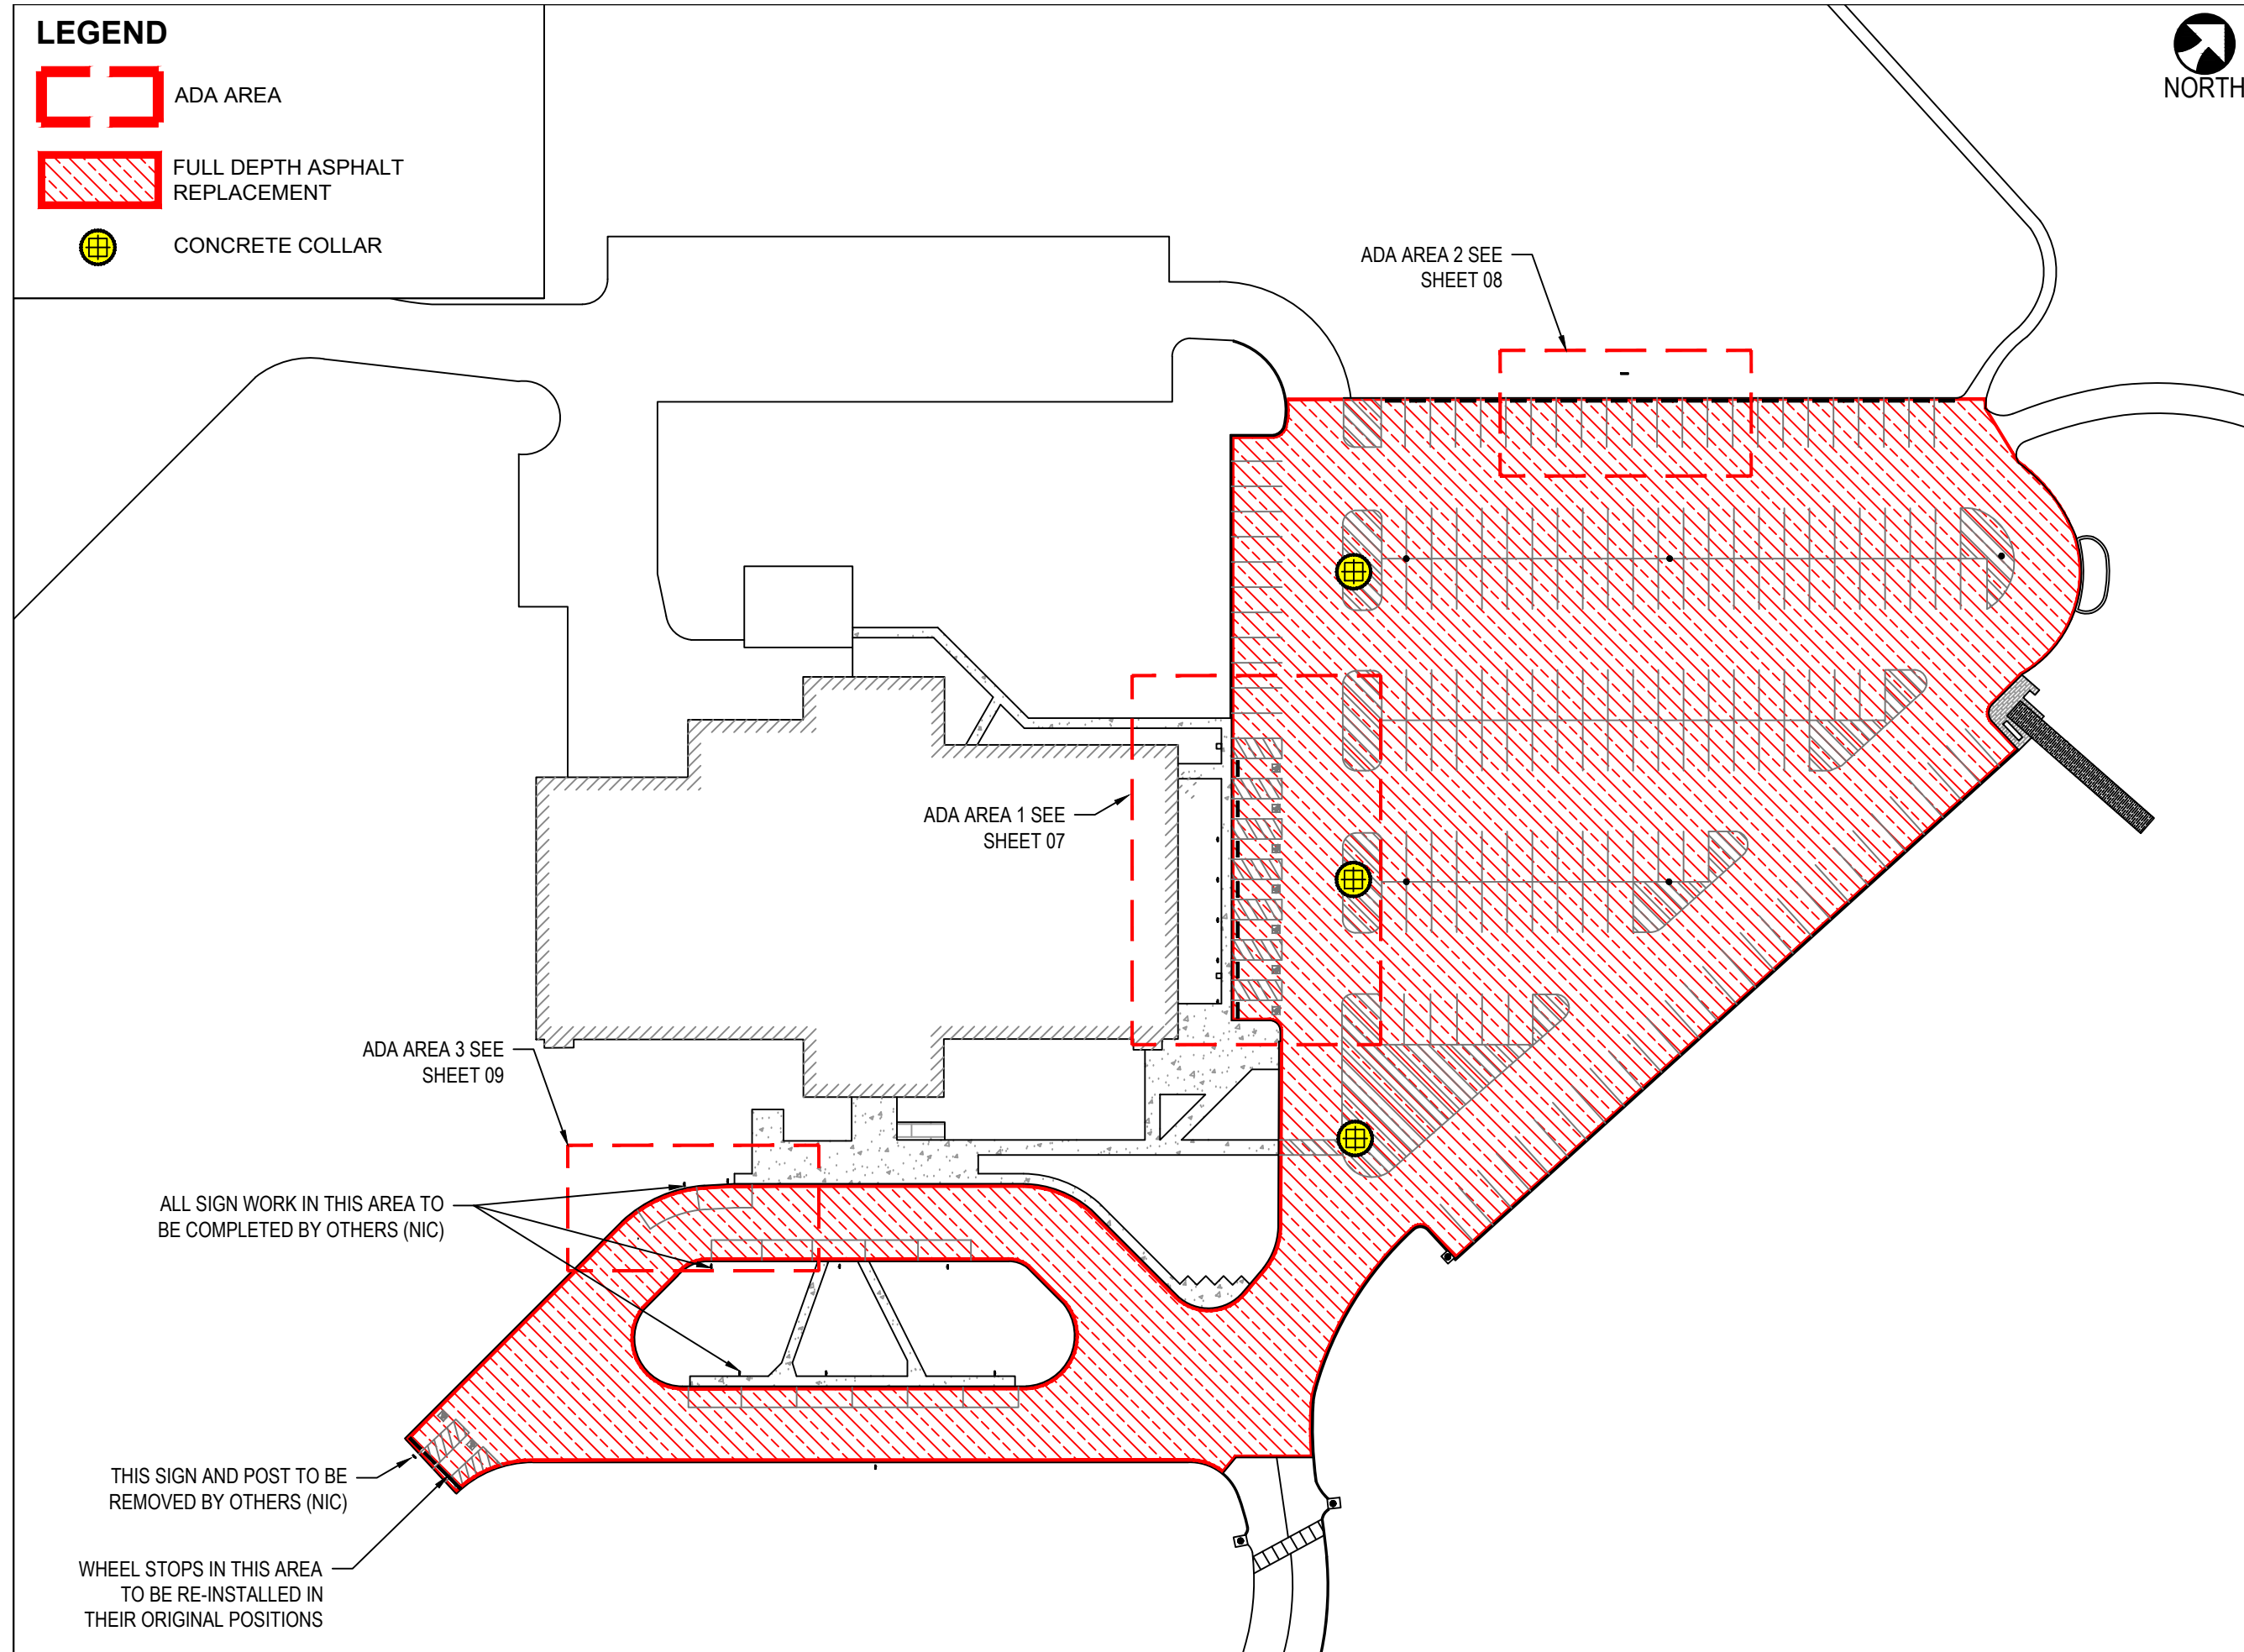 LEGEND
ADA AREA
FULL DEPTH ASPHALT
REPLACEMENT
CONCRETE COLLAR
NORTH
ADA AREA 2 SEE
SHEET 08
ADA AREA 1 SEE
SHEET 07
ADA AREA 3 SEE
SHEET 09
ALL SIGN WORK IN THIS AREA TO
BE COMPLETED BY OTHERS (NIC)
THIS SIGN AND POST TO BE
REMOVED BY OTHERS (NIC)
WHEEL STOPS IN THIS AREA
TO BE RE-INSTALLED IN
THEIR ORIGINAL POSITIONS